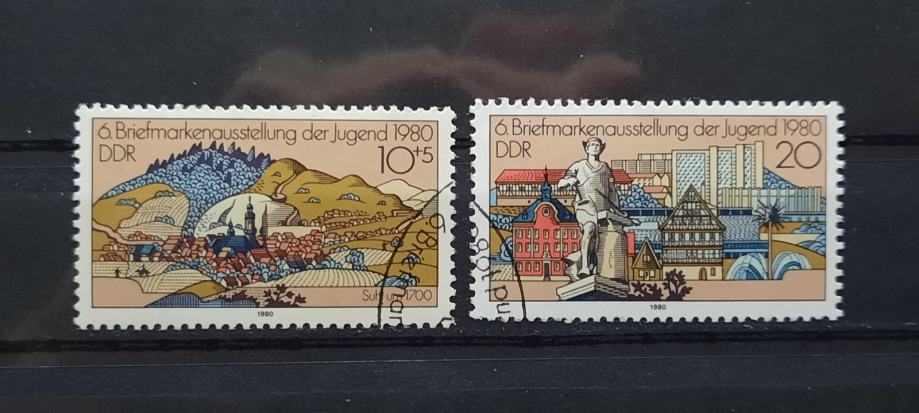 6. Briefmarkenausstellung der Jugend 1980
DDR
10+5
Suhl um 1700
1980
6. Briefmarkenausstellung der Jugend 1980
DDR
20
1980